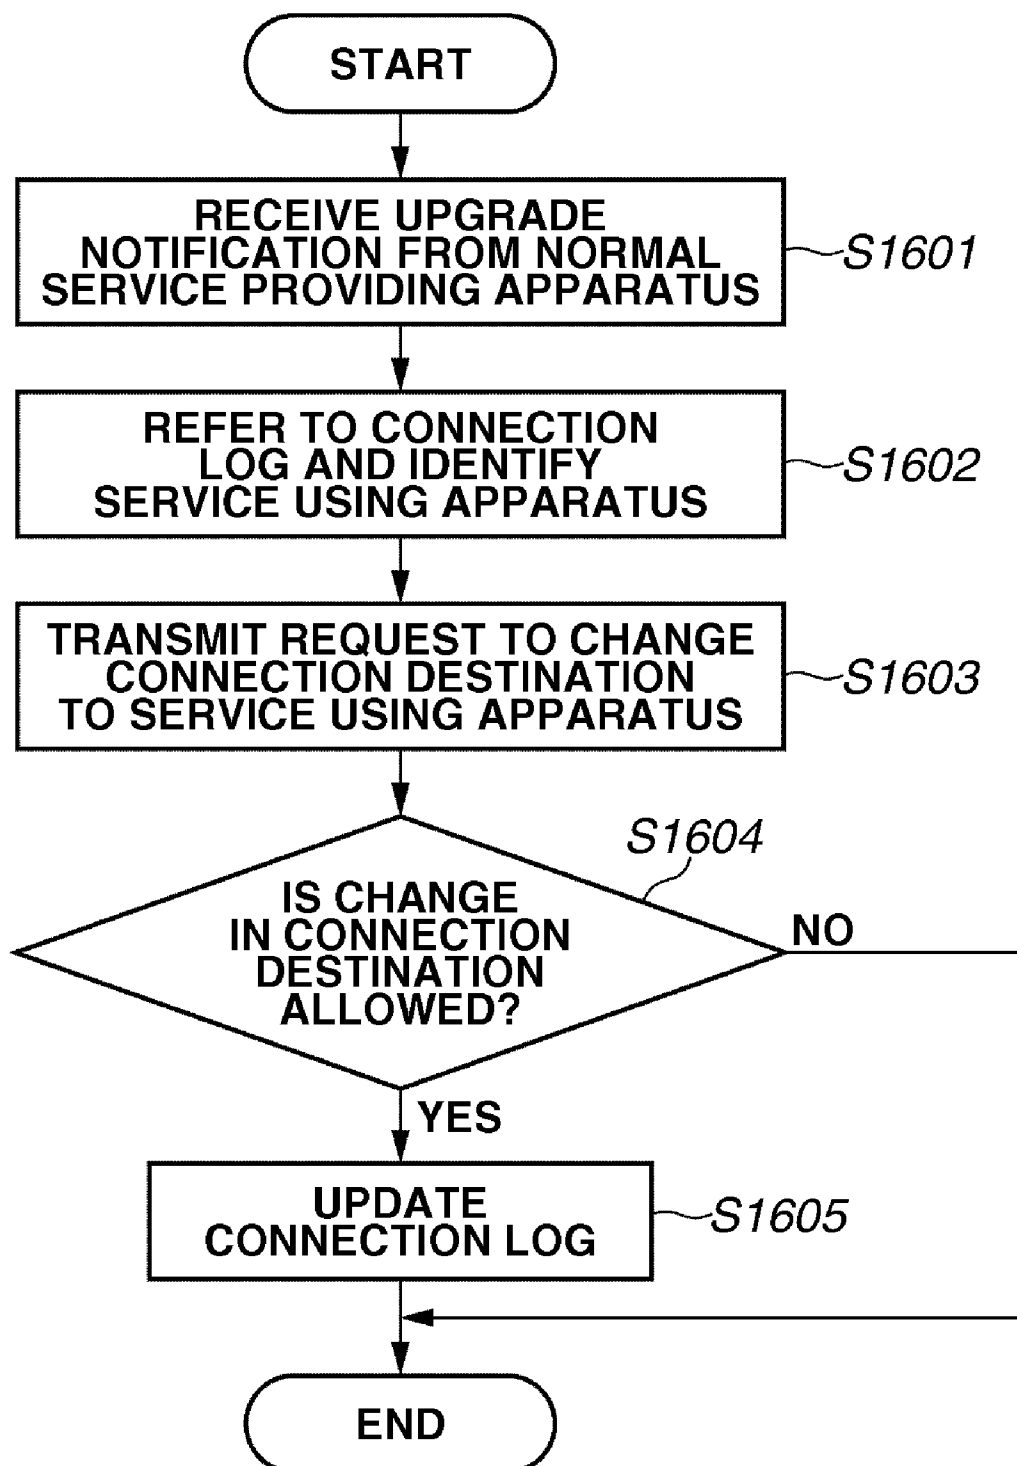 START
RECEIVE UPGRADE
NOTIFICATION FROM NORMAL
SERVICE PROVIDING APPARATUS
S1601
REFER TO CONNECTION
LOG AND IDENTIFY
SERVICE USING APPARATUS
S1602
TRANSMIT REQUEST TO CHANGE
CONNECTION DESTINATION
TO SERVICE USING APPARATUS
S1603
S1604
IS CHANGE
IN CONNECTION
DESTINATION
ALLOWED?
NO
YES
UPDATE
CONNECTION LOG
S1605
END